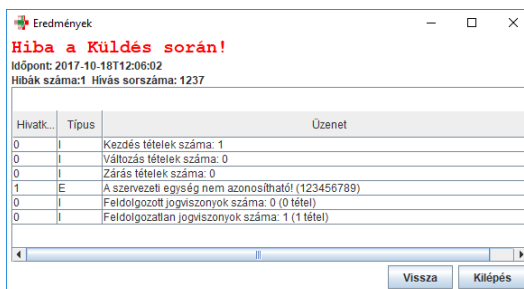 Eredmények
Hiba a Küldés során!
Időpont: 2017-10-18T12:06:02
Hibák száma:1 Hívás sorszáma: 1237
Hivatk... Típus Üzenet
0 I Kezdés tételek száma: 1
0 I Változás tételek száma: 0
0 I Zárás tételek száma: 0
1 E A szervezeti egység nem azonosítható! (123456789)
0 I Feldolgozott jogviszonyok száma: 0 (0 tétel)
0 I Feldolgozatlan jogviszonyok száma: 1 (1 tétel)
Vissza Kilépés